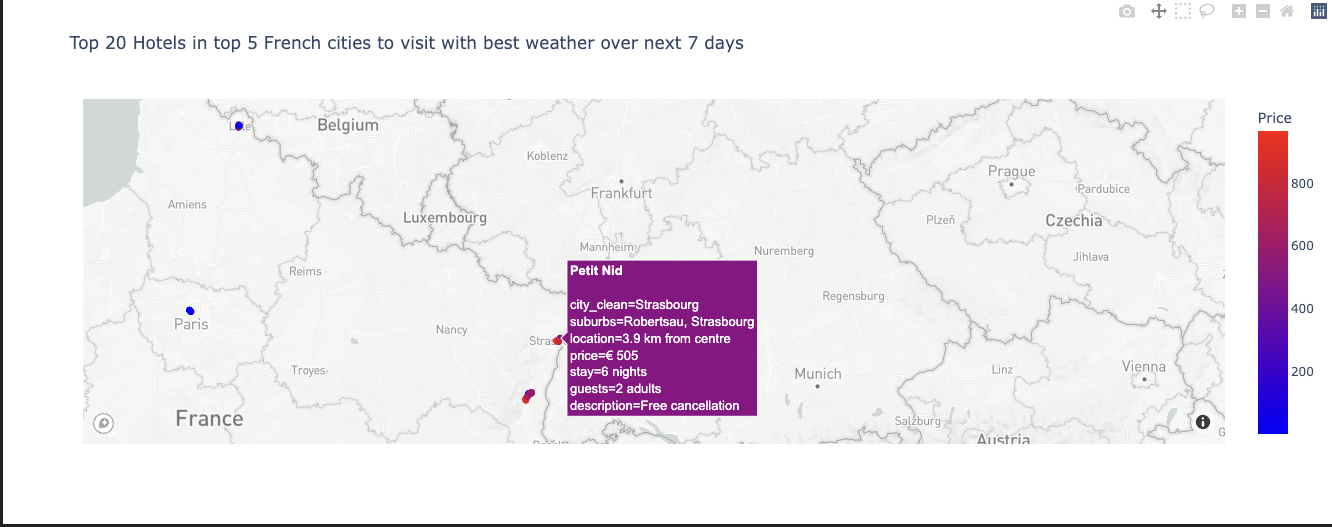 Top 20 Hotels in top 5 French cities to visit with best weather over next 7 days
Price
800
600
400
200
Belgium
Koblenz
Frankfurt
Prague
Pardubice
Amiens
Luxembourg
Plzeň
Czechia
Mannheim
Nuremberg
Jihlava
Reims
Regensburg
Paris
Nancy
Troyes
Munich
Linz
Vienna
France
Salzburg
Austria
Petit Nid
city_clean=Strasbourg
suburbs=Robertsau, Strasbourg
location=3.9 km from centre
price=€ 505
stay=6 nights
guests=2 adults
description=Free cancellation